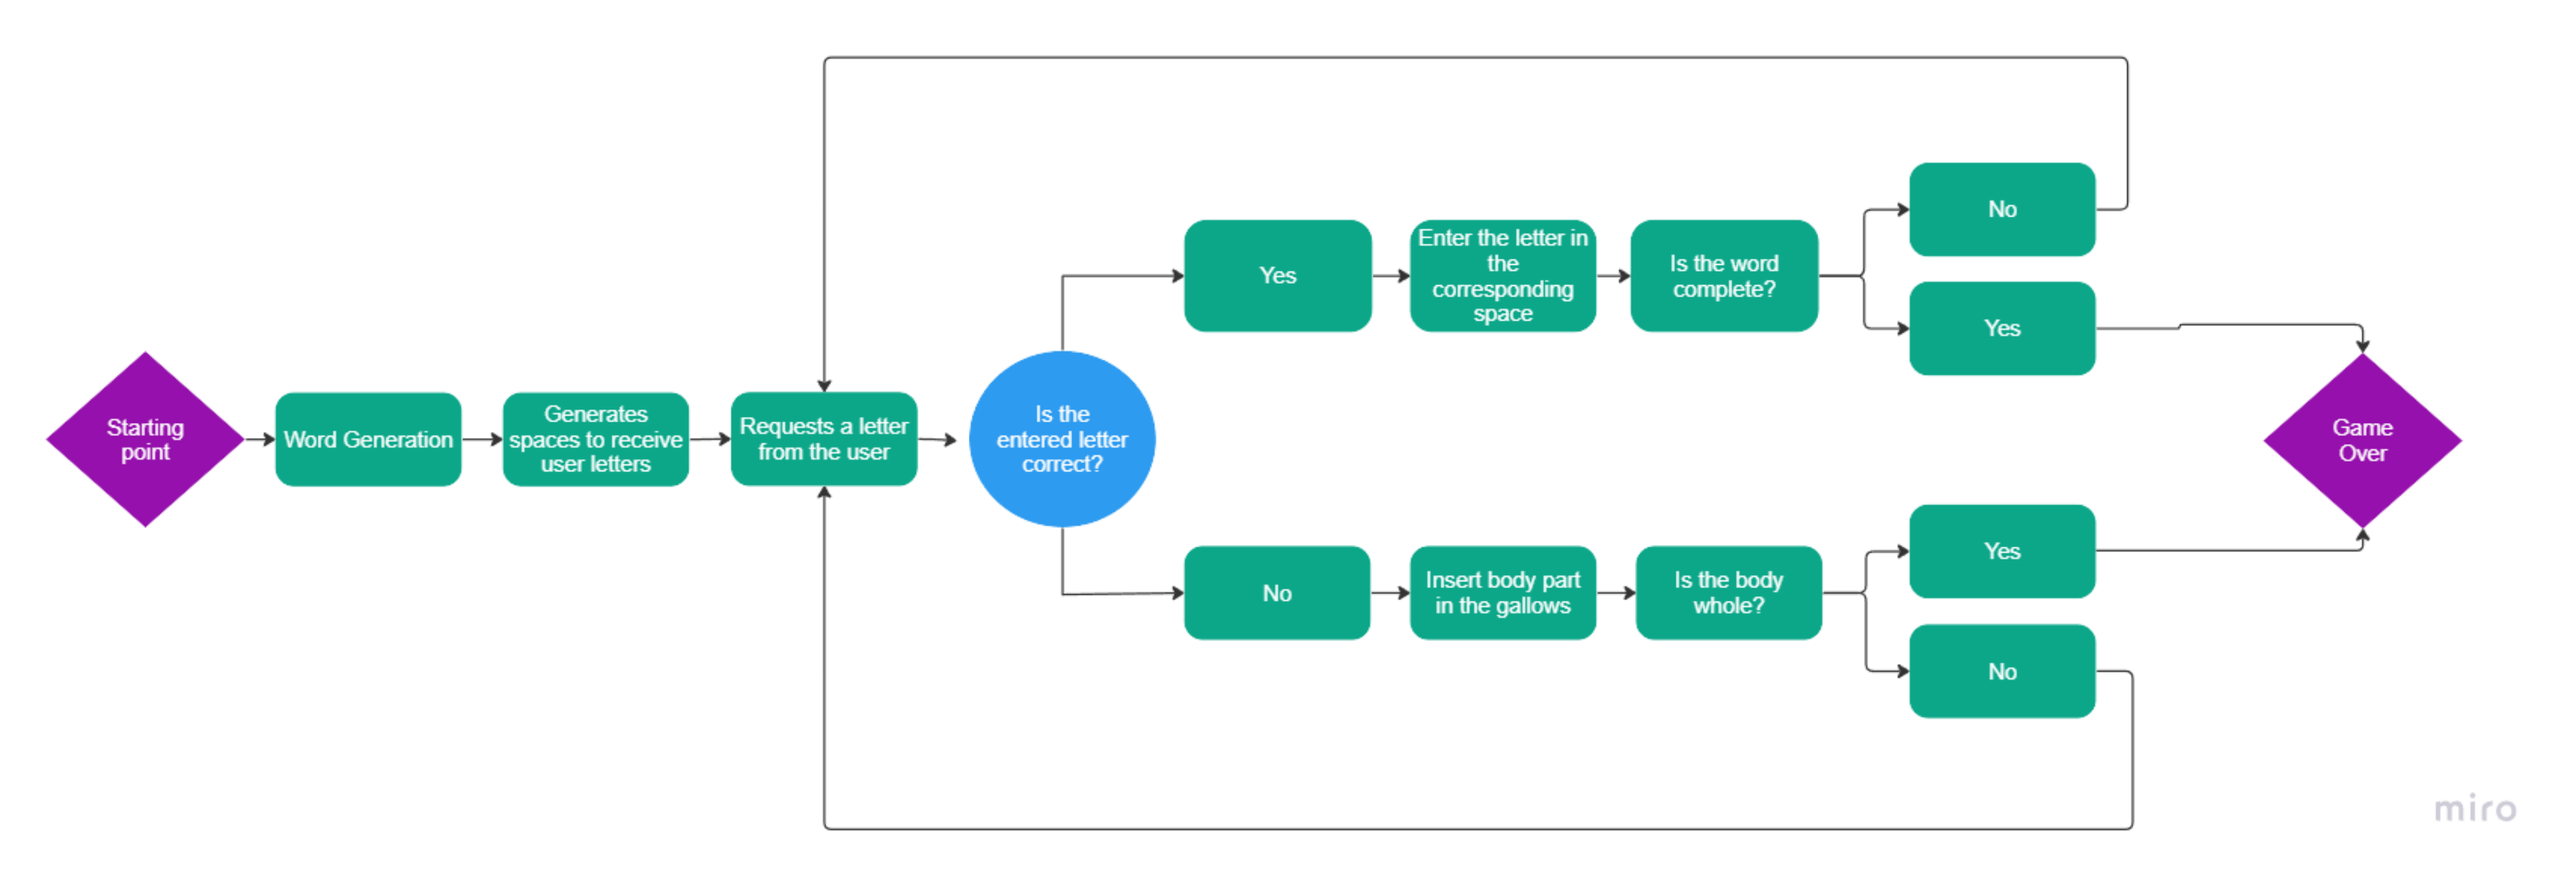 Starting
point
Word Generation
Generates
spaces to receive
user letters
Requests a letter
from the user
Is the
entered letter
correct?
Yes
Enter the letter in
the
corresponding
space
Is the word
complete?
No
Yes
No
Insert body part
in the gallows
Is the body
whole?
Yes
No
Game
Over
miro